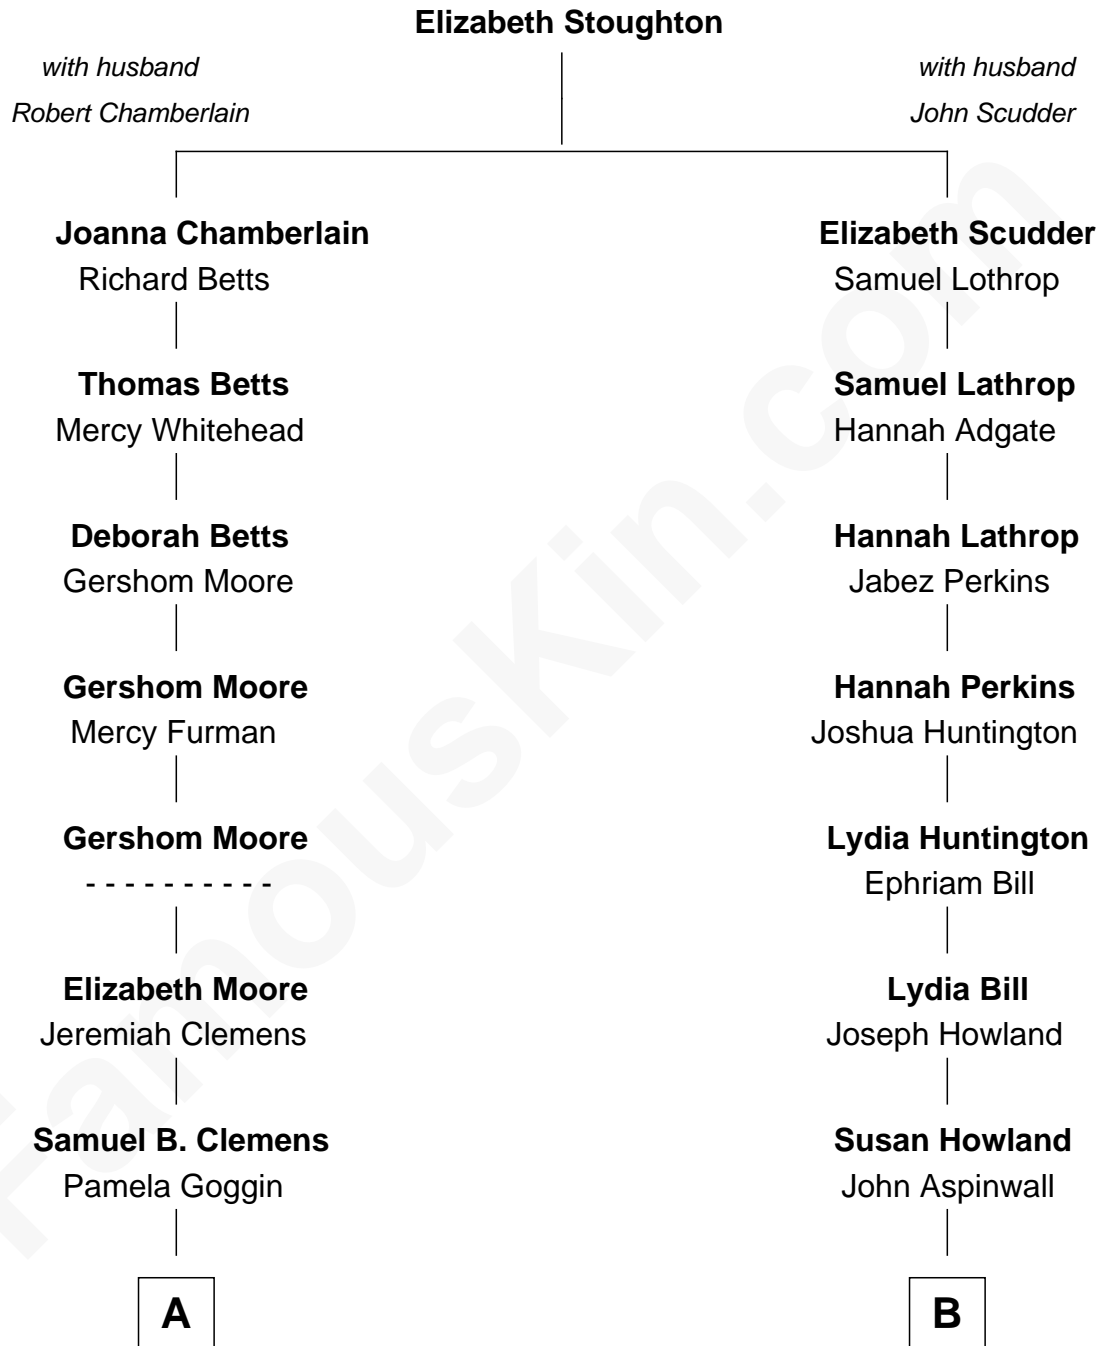 Elizabeth Stoughton
with husband
Robert Chamberlain
with husband
John Scudder
Joanna Chamberlain
Richard Betts
Elizabeth Scudder
Samuel Lothrop
Thomas Betts
Mercy Whitehead
Samuel Lathrop
Hannah Adgate
Deborah Betts
Gershom Moore
Hannah Lathrop
Jabez Perkins
Gershom Moore
Mercy Furman
Hannah Perkins
Joshua Huntington
Gershom Moore
- - - - - - - - - -
Lydia Huntington
Ephriam Bill
Elizabeth Moore
Jeremiah Clemens
Lydia Bill
Joseph Howland
Samuel B. Clemens
Pamela Goggin
Susan Howland
John Aspinwall
A
B
FamousKin.com